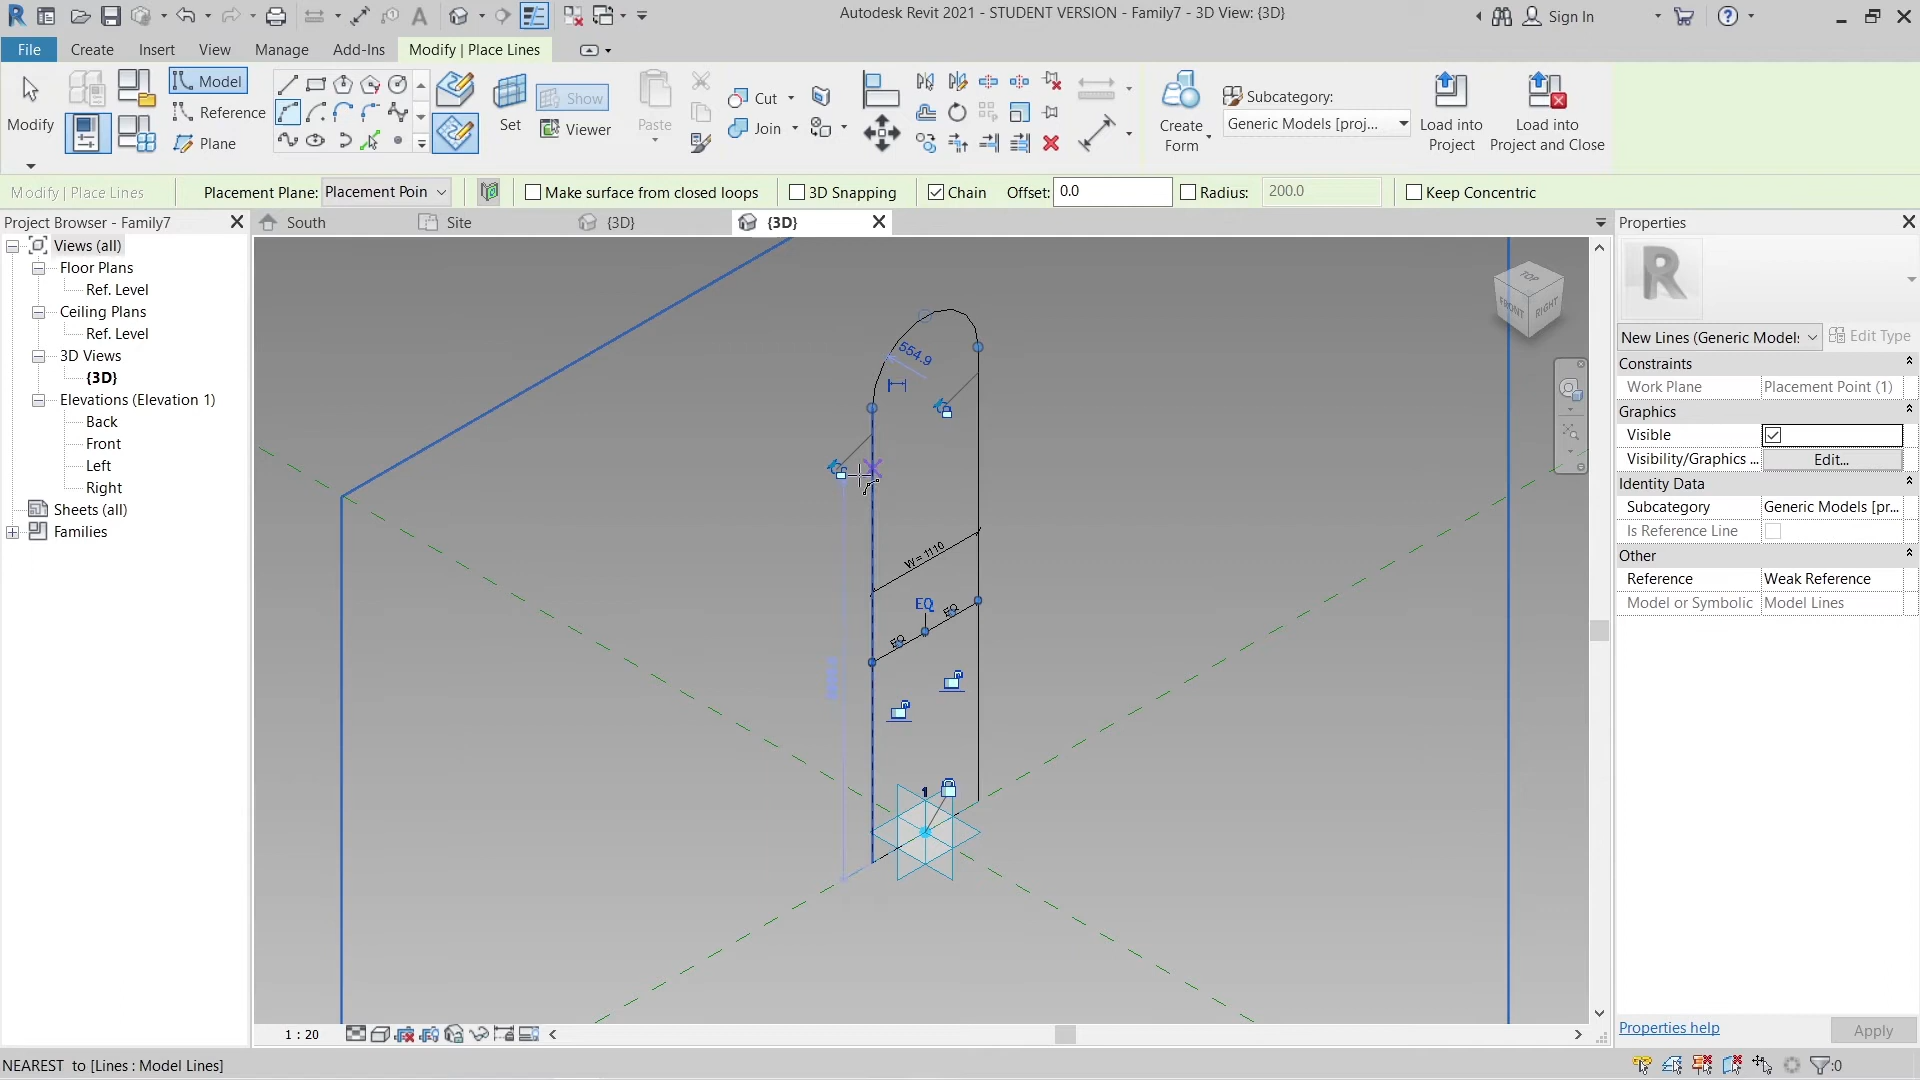 Autodesk Revit 2021 - STUDENT VERSION - Family7 - 3D View: {3D}
Sign In
File
Create
Insert
View
Manage
Add-Ins
Modify | Place Lines
Modify
Model
Reference
Plane
Set
Show
Viewer
Paste
Cut
Join
Create
Form
Subcategory:
Generic Models [proj...
Load into
Project
Load into
Project and Close
Modify | Place Lines
Placement Plane:
Placement Poin
Make surface from closed loops
3D Snapping
Chain
Offset:
0.0
Radius:
200.0
Keep Concentric
Project Browser - Family7
South
Site
{3D}
{3D}
Properties
Views (all)
Floor Plans
Ref. Level
Ceiling Plans
Ref. Level
3D Views
{3D}
Elevations (Elevation 1)
Back
Front
Left
Right
Sheets (all)
Families
554.9
W = 1110
EQ
EQ
EQ
1
TOP
FRONT
RIGHT
R
New Lines (Generic Models
Edit Type
Constraints
Work Plane
Placement Point (1)
Graphics
Visible
Visibility/Graphics ...
Edit...
Identity Data
Subcategory
Generic Models [pr...
Is Reference Line
Other
Reference
Weak Reference
Model or Symbolic
Model Lines
Properties help
Apply
1 : 20
NEAREST to [Lines : Model Lines]
:0